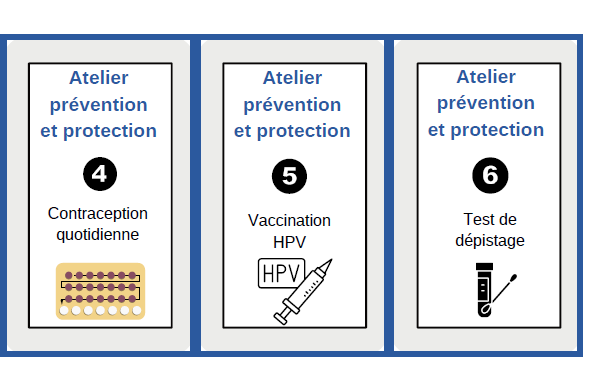 Atelier
prévention
et protection
4
Contraception
quotidienne
Atelier
prévention
et protection
5
Vaccination
HPV
HPV
Atelier
prévention
et protection
6
Test de
dépistage